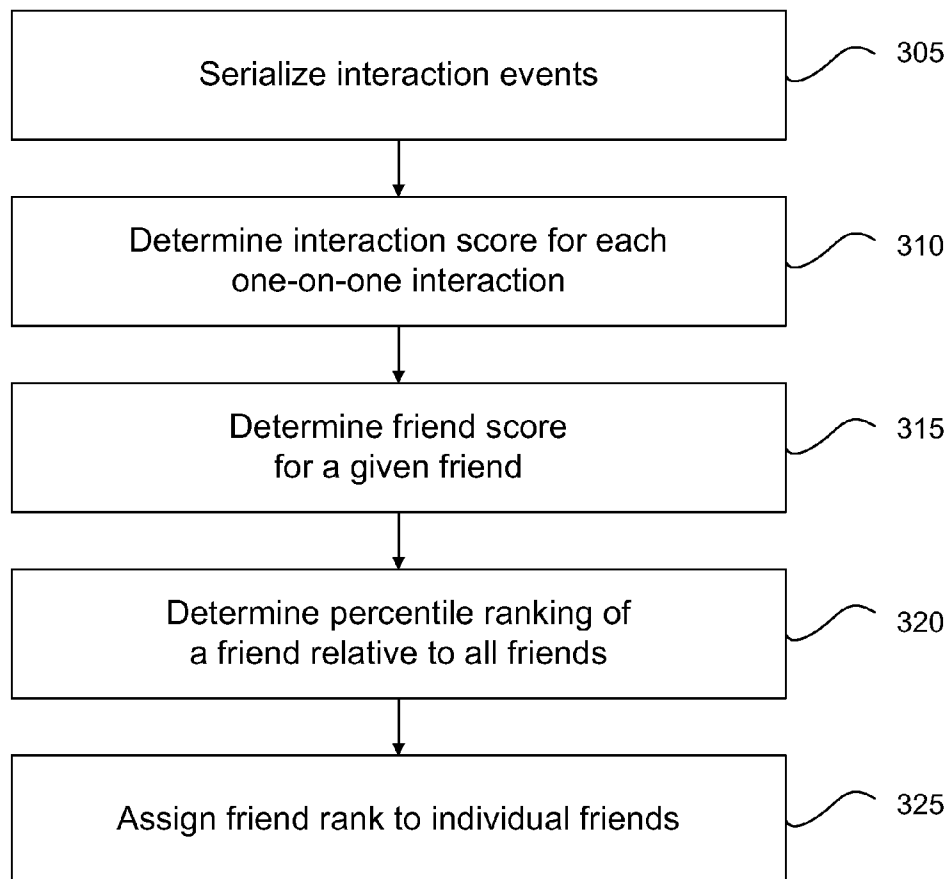 Serialize interaction events
305
Determine interaction score for each
one-on-one interaction
310
Determine friend score
for a given friend
315
Determine percentile ranking of
a friend relative to all friends
320
Assign friend rank to individual friends
325